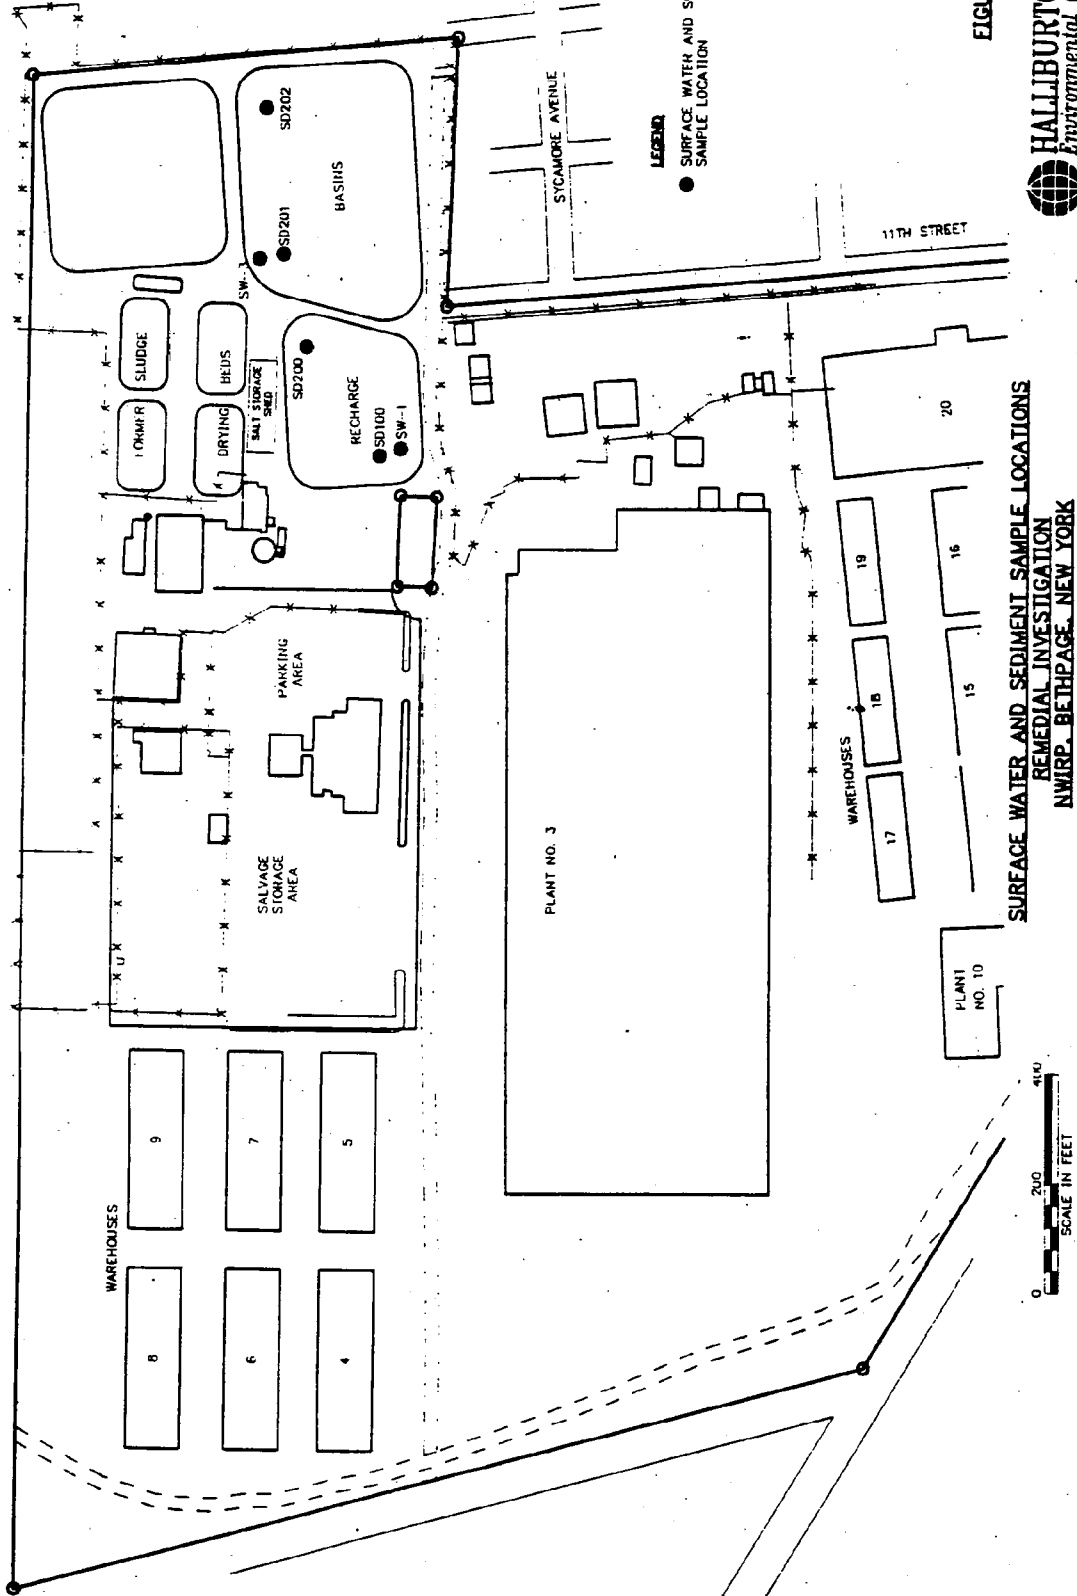 WAREHOUSES
8
9
6
7
4
5
SALVAGE
STORAGE
AREA
PARKING
AREA
FORMER
SLUDGE
DRYING
BEDS
SALT STORAGE
SHED
SD200
RECHARGE
SD100
SW-1
SD201
SD202
BASINS
PLANT NO. 3
SYCAMORE AVENUE
11TH STREET
LEGEND
SURFACE WATER AND
SAMPLE LOCATION
WAREHOUSES
17
18
19
20
15
16
PLANT
NO. 10
0
200
400
SCALE IN FEET
SURFACE WATER AND SEDIMENT SAMPLE LOCATIONS
REMEDIAL INVESTIGATION
NWIRP, BETHPAGE, NEW YORK
Environmental